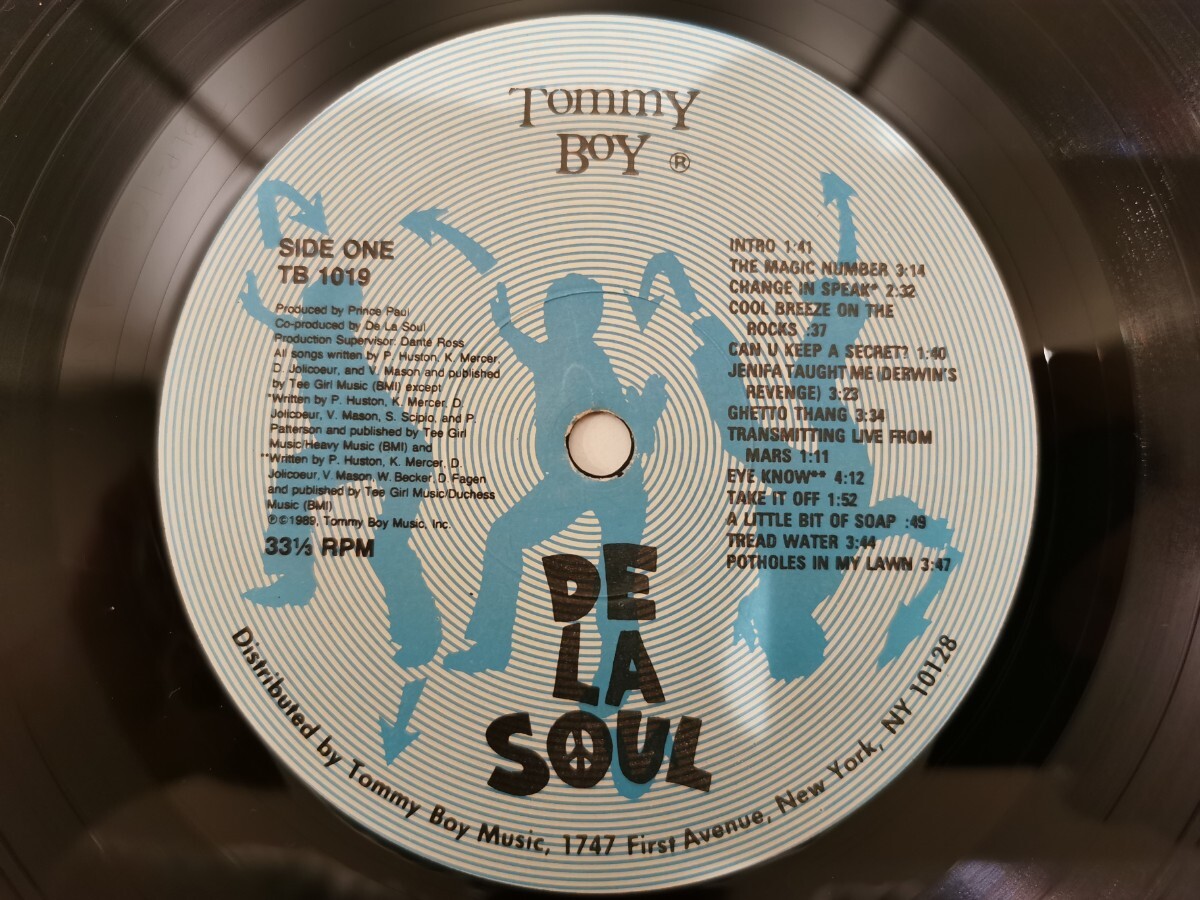 Tommy
Boy ®
SIDE ONE
TB 1019
Produced by Prince Paul
Co-produced by De La Soul
Production Supervisor: Danté Ross
All songs written by P. Huston, K. Mercer,
D. Jolicoeur, and V. Mason and published
by Tee Girl Music (BMI) except
*Written by P. Huston, K. Mercer, D.
Jolicoeur, V. Mason, S. Scipio, and P.
Patterson and published by Tee Girl
Music/Heavy Music (BMI) and
**Written by P. Huston, K. Mercer, D.
Jolicoeur, V. Mason, W. Becker, D. Fagen
and published by Tee Girl Music/Duchess
Music (BMI)
℗©1989, Tommy Boy Music, Inc.
33⅓ RPM
INTRO 1:41
THE MAGIC NUMBER 3:14
CHANGE IN SPEAK* 2:32
COOL BREEZE ON THE
ROCKS :37
CAN U KEEP A SECRET? 1:40
JENIFA TAUGHT ME (DERWIN'S
REVENGE) 3:23
GHETTO THANG 3:34
TRANSMITTING LIVE FROM
MARS 1:11
EYE KNOW** 4:12
TAKE IT OFF 1:52
A LITTLE BIT OF SOAP :49
TREAD WATER 3:44
POTHOLES IN MY LAWN 3:47
DE
LA
SOUL
Distributed by Tommy Boy Music, 1747 First Avenue, New York, NY 10128